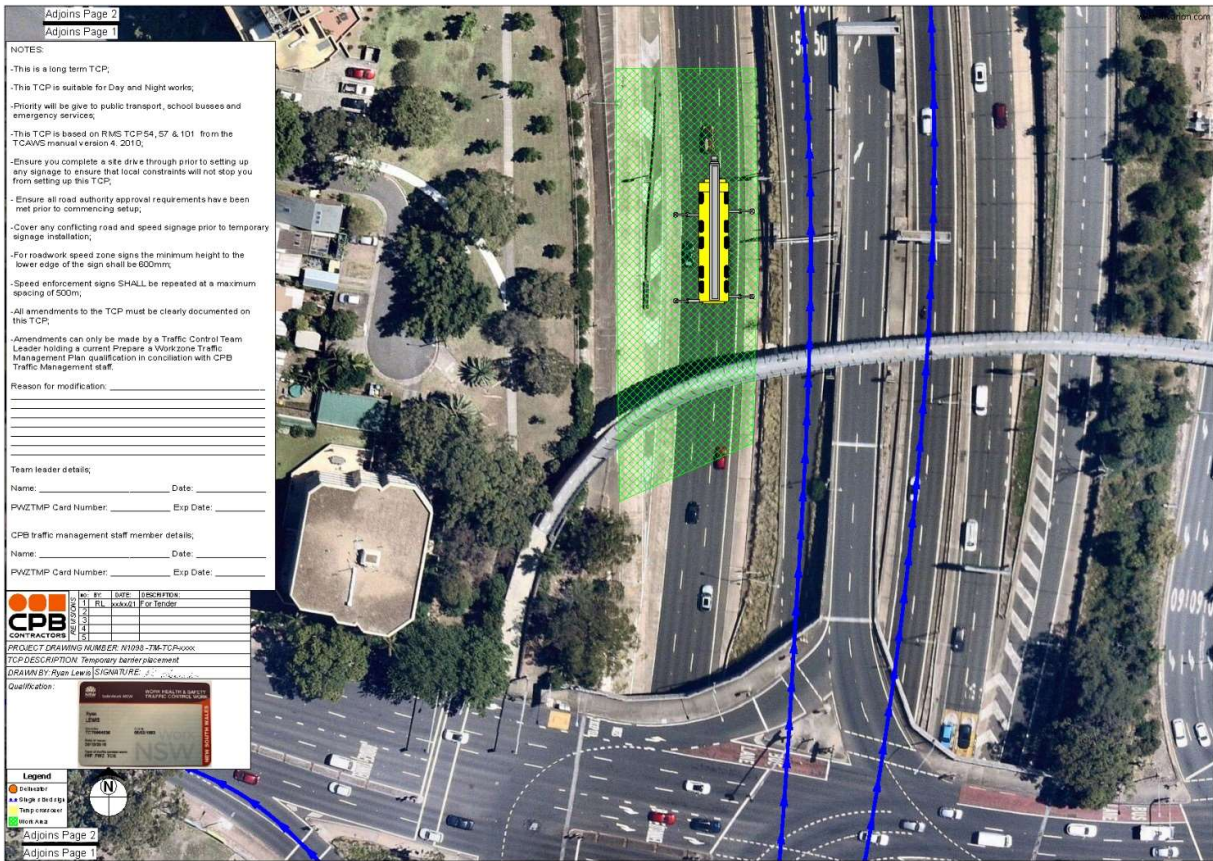 Adjoins Page 2
Adjoins Page 1
NOTES:
-This is a long term TCP;
-This TCP is suitable for Day and Night works;
-Priority will be give to public transport, school busses and
emergency services;
-This TCP is based on RMS TCP 54, 57 & 101 from the
TCAWS manual version 4. 2010;
-Ensure you complete a site drive through prior to setting up
any signage to ensure that local constraints will not stop you
from setting up this TCP;
- Ensure all road authority approval requirements have been
met prior to commencing setup;
-Cover any conflicting road and speed signage prior to temporary
signage installation;
-For roadwork speed zone signs the minimum height to the
lower edge of the sign shall be 600mm;
-Speed enforcement signs SHALL be repeated at a maximum
spacing of 500m;
-All amendments to the TCP must be clearly documented on
this TCP;
-Amendments can only be made by a Traffic Control Team
Leader holding a current Prepare a Workzone Traffic
Management Plan qualification in conciliation with CPB
Traffic Management staff.
Reason for modification:
Team leader details;
Name: Date:
PWZTMP Card Number: Exp Date:
CPB traffic management staff member details;
Name: Date:
PWZTMP Card Number: Exp Date:
CPB
CONTRACTORS
REVISIONS
NO: BY: DATE: DESCRIPTION:
1 RL xx/xx/21 For Tender
2
3
4
5
PROJECT DRAWING NUMBER: N1098 -TM-TCP-xxxx
TCP DESCRIPTION: Temporary barrier placement
DRAWN BY: Ryan Lewis SIGNATURE:
Qualification:
WORK HEALTH & SAFETY
TRAFFIC CONTROL WORK
Ryan
LEWIS
NEW SOUTH WALES
Legend
Delineator
Work Area
N
Adjoins Page 2
Adjoins Page 1
50 50
60 60
BUS